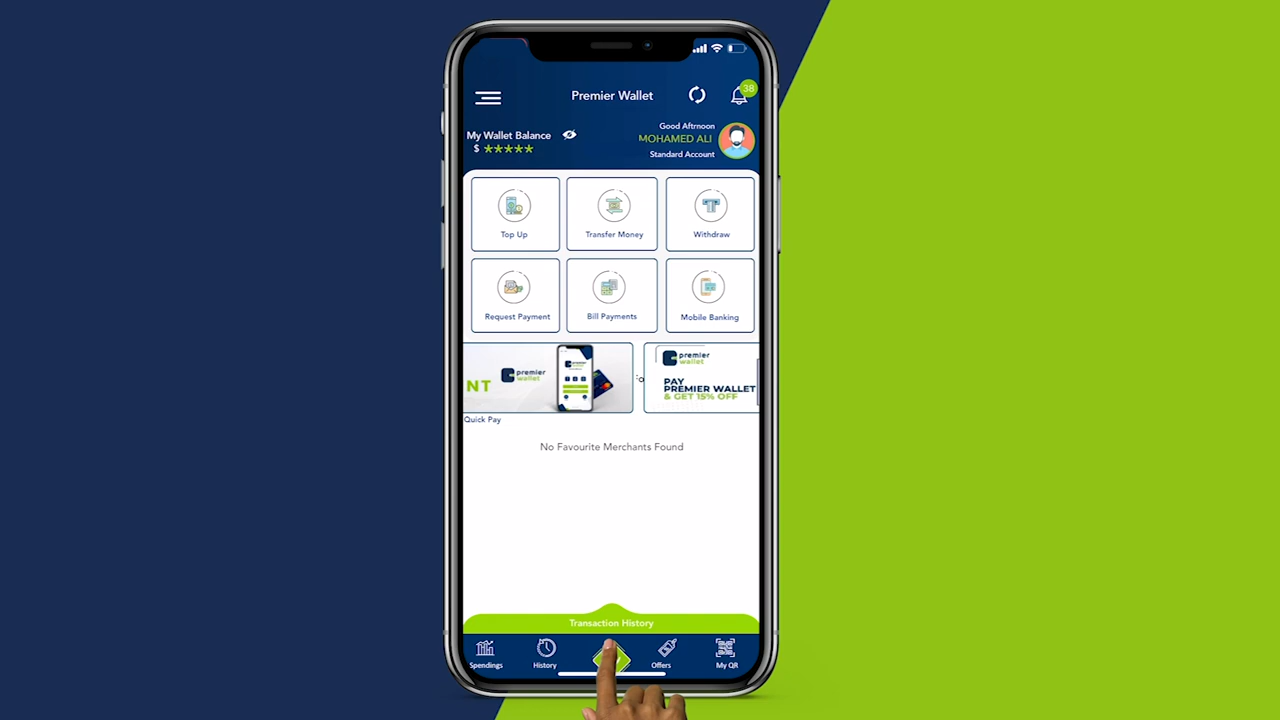 Premier Wallet
38
My Wallet Balance
$ *****
Good Aftrnoon
MOHAMED ALI
Standard Account
Top Up
Transfer Money
Withdraw
Request Payment
Bill Payments
Mobile Banking
NT
premier
wallet
premier
wallet
PAY
PREMIER WALLET
& GET 15% OFF
Quick Pay
No Favourite Merchants Found
Transaction History
Spendings
History
Offers
My QR